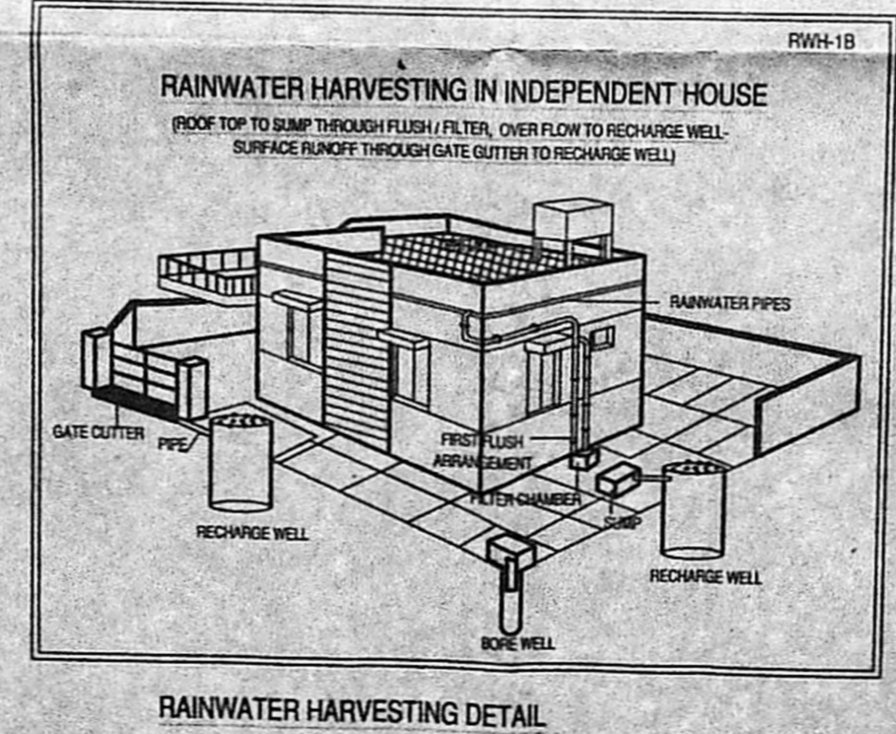 RWH-1B
RAINWATER HARVESTING IN INDEPENDENT HOUSE
(ROOF TOP TO SUMP THROUGH FLUSH / FILTER, OVER FLOW TO RECHARGE WELL-
SURFACE RUNOFF THROUGH GATE GUTTER TO RECHARGE WELL)
RAINWATER PIPES
GATE CUTTER
PIPE
FIRST FLUSH
ARRANGEMENT
FILTER CHAMBER
SUMP
RECHARGE WELL
RECHARGE WELL
BORE WELL
RAINWATER HARVESTING DETAIL